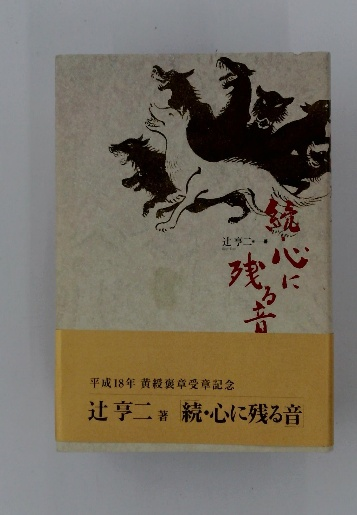 続・心に
残る音
辻亨二
平成18年 黄綬褒章受章記念
辻 亨二 著 「続・心に残る音」